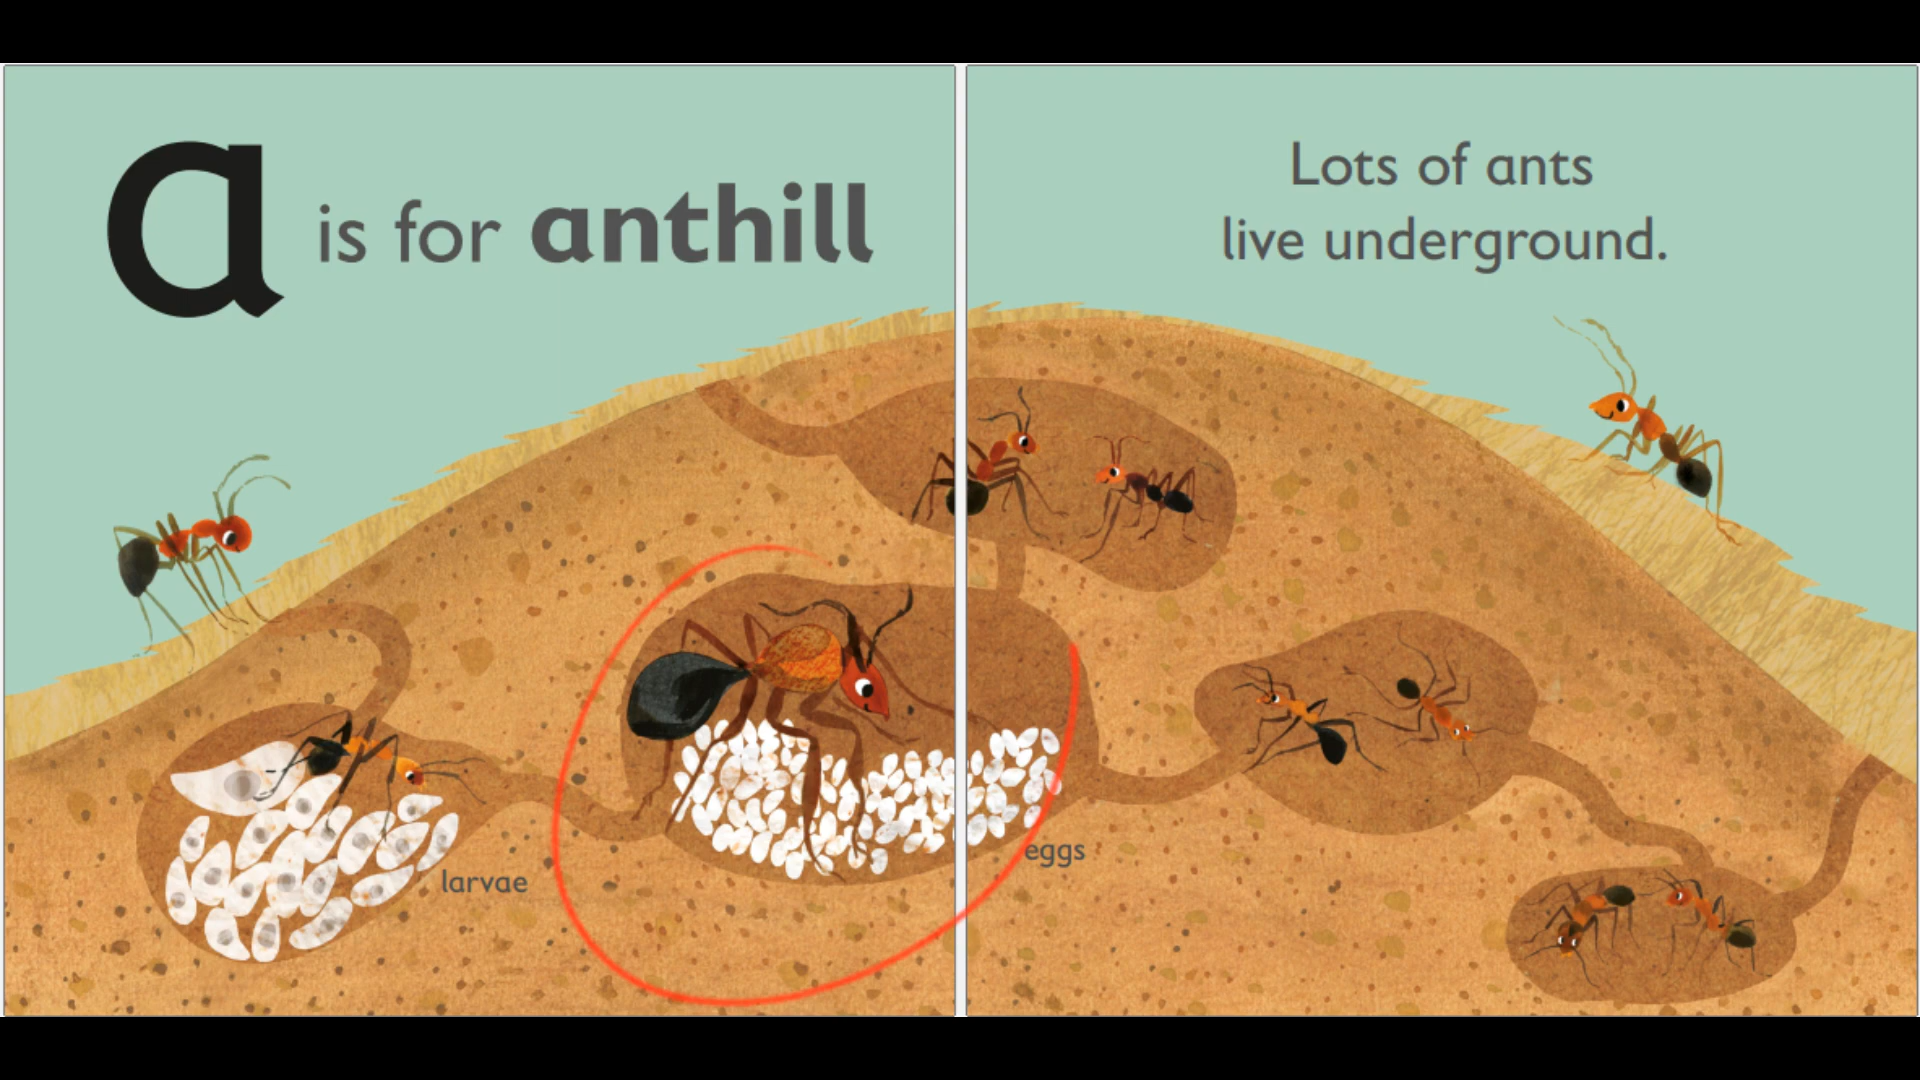 a is for anthill
Lots of ants
live underground.
larvae
eggs